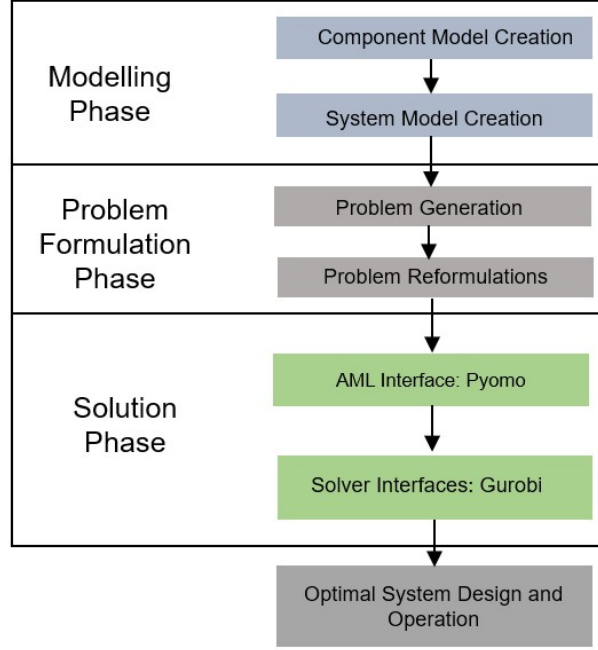 Modelling
Phase
Component Model Creation
System Model Creation
Problem
Formulation
Phase
Problem Generation
Problem Reformulations
Solution
Phase
AML Interface: Pyomo
Solver Interfaces: Gurobi
Optimal System Design and
Operation